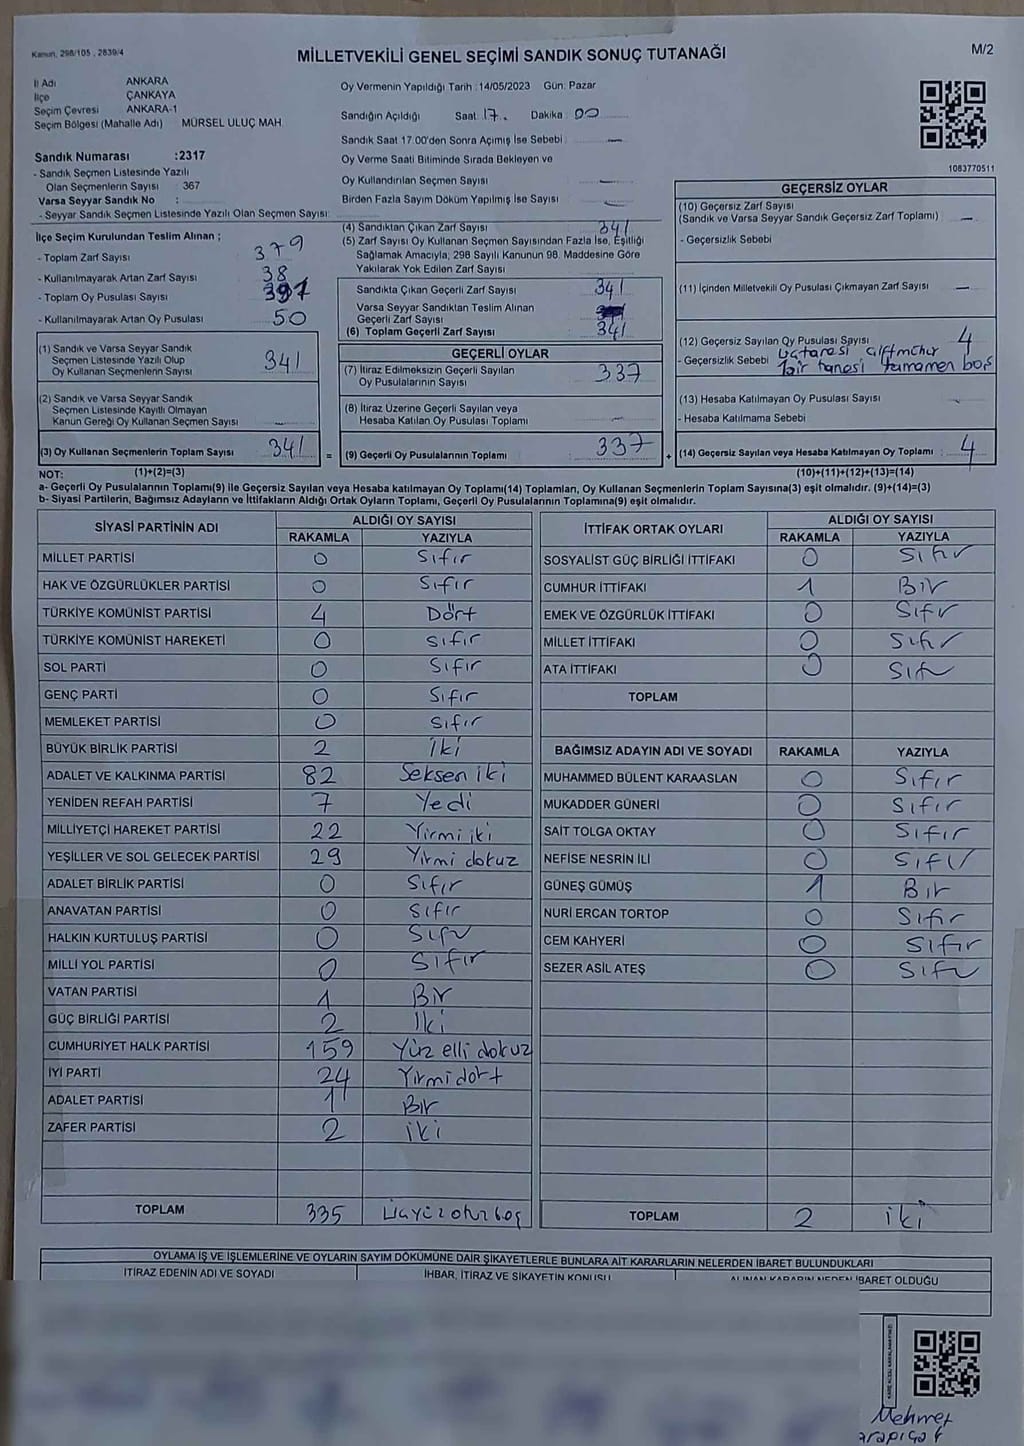 Kanun, 298/105 , 2839/4
MİLLETVEKİLİ GENEL SEÇİMİ SANDIK SONUÇ TUTANAĞI
M/2
İl Adı ANKARA
İlçe ÇANKAYA
Seçim Çevresi ANKARA-1
Seçim Bölgesi (Mahalle Adı) MÜRSEL ULUÇ MAH.
Sandık Numarası :2317
- Sandık Seçmen Listesinde Yazılı
Olan Seçmenlerin Sayısı : 367
Varsa Seyyar Sandık No :
- Seyyar Sandık Seçmen Listesinde Yazılı Olan Seçmen Sayısı:
Oy Vermenin Yapıldığı Tarih : 14/05/2023 Gün: Pazar
Sandığın Açıldığı Saat 17. Dakika 00
Sandık Saat 17.00'den Sonra Açımış İse Sebebi : —
Oy Verme Saati Bitiminde Sırada Bekleyen ve
Oy Kullandırılan Seçmen Sayısı : —
Birden Fazla Sayım Döküm Yapılmış İse Sayısı : —
1083770511
İlçe Seçim Kurulundan Teslim Alınan ;
- Toplam Zarf Sayısı 379
- Kullanılmayarak Artan Zarf Sayısı 38
- Toplam Oy Pusulası Sayısı
- Kullanılmayarak Artan Oy Pusulası 50
(1) Sandık ve Varsa Seyyar Sandık
Seçmen Listesinde Yazılı Olup
Oy Kullanan Seçmenlerin Sayısı 341
(2) Sandık ve Varsa Seyyar Sandık
Seçmen Listesinde Kayıtlı Olmayan
Kanun Gereği Oy Kullanan Seçmen Sayısı —
(3) Oy Kullanan Seçmenlerin Toplam Sayısı 341
(4) Sandıktan Çıkan Zarf Sayısı : 341
(5) Zarf Sayısı Oy Kullanan Seçmen Sayısından Fazla İse, Eşitliği
Sağlamak Amacıyla, 298 Sayılı Kanunun 98. Maddesine Göre
Yakılarak Yok Edilen Zarf Sayısı :
Sandıkta Çıkan Geçerli Zarf Sayısı : 341
Varsa Seyyar Sandıktan Teslim Alınan
Geçerli Zarf Sayısı
(6) Toplam Geçerli Zarf Sayısı : 341
GEÇERLİ OYLAR
(7) İtiraz Edilmeksizin Geçerli Sayılan
Oy Pusulalarının Sayısı : 337
(8) İtiraz Üzerine Geçerli Sayılan veya
Hesaba Katılan Oy Pusulası Toplamı : —
= (9) Geçerli Oy Pusulalarının Toplamı : 337
GEÇERSİZ OYLAR
(10) Geçersiz Zarf Sayısı
(Sandık ve Varsa Seyyar Sandık Geçersiz Zarf Toplamı) : —
- Geçersizlik Sebebi
(11) İçinden Milletvekili Oy Pusulası Çıkmayan Zarf Sayısı : —
(12) Geçersiz Sayılan Oy Pusulası Sayısı : 4
- Geçersizlik Sebebi üç tanesi çift mühür
bir tanesi tamamen boş
(13) Hesaba Katılmayan Oy Pusulası Sayısı :
- Hesaba Katılmama Sebebi
+ (14) Geçersiz Sayılan veya Hesaba Katılmayan Oy Toplamı : 4
NOT: (1)+(2)=(3) (10)+(11)+(12)+(13)=(14)
a- Geçerli Oy Pusulalarının Toplamı(9) ile Geçersiz Sayılan veya Hesaba katılmayan Oy Toplamı(14) Toplamları, Oy Kullanan Seçmenlerin Toplam Sayısına(3) eşit olmalıdır. (9)+(14)=(3)
b- Siyasi Partilerin, Bağımsız Adayların ve İttifakların Aldığı Ortak Oyların Toplamı, Geçerli Oy Pusulalarının Toplamına(9) eşit olmalıdır.
SİYASİ PARTİNİN ADI ALDIĞI OY SAYISI
RAKAMLA YAZIYLA
MİLLET PARTİSİ 0 Sıfır
HAK VE ÖZGÜRLÜKLER PARTİSİ 0 Sıfır
TÜRKİYE KOMÜNİST PARTİSİ 4 Dört
TÜRKİYE KOMÜNİST HAREKETİ 0 Sıfır
SOL PARTİ 0 Sıfır
GENÇ PARTİ 0 Sıfır
MEMLEKET PARTİSİ 0 Sıfır
BÜYÜK BİRLİK PARTİSİ 2 İki
ADALET VE KALKINMA PARTİSİ 82 Seksen iki
YENİDEN REFAH PARTİSİ 7 Yedi
MİLLİYETÇİ HAREKET PARTİSİ 22 Yirmi iki
YEŞİLLER VE SOL GELECEK PARTİSİ 29 Yirmi dokuz
ADALET BİRLİK PARTİSİ 0 Sıfır
ANAVATAN PARTİSİ 0 Sıfır
HALKIN KURTULUŞ PARTİSİ 0 Sıfır
MİLLİ YOL PARTİSİ 0 Sıfır
VATAN PARTİSİ 1 Bir
GÜÇ BİRLİĞİ PARTİSİ 2 İki
CUMHURİYET HALK PARTİSİ 159 Yüz elli dokuz
İYİ PARTİ 24 Yirmi dört
ADALET PARTİSİ 1 Bir
ZAFER PARTİSİ 2 iki
TOPLAM 335 üçyüz otuz beş
İTTİFAK ORTAK OYLARI ALDIĞI OY SAYISI
RAKAMLA YAZIYLA
SOSYALİST GÜÇ BİRLİĞİ İTTİFAKI 0 Sıfır
CUMHUR İTTİFAKI 1 Bir
EMEK VE ÖZGÜRLÜK İTTİFAKI 0 Sıfır
MİLLET İTTİFAKI 0 Sıfır
ATA İTTİFAKI 0 Sıfır
TOPLAM
BAĞIMSIZ ADAYIN ADI VE SOYADI RAKAMLA YAZIYLA
MUHAMMED BÜLENT KARAASLAN 0 Sıfır
MUKADDER GÜNERİ 0 Sıfır
SAİT TOLGA OKTAY 0 Sıfır
NEFİSE NESRİN İLİ 0 Sıfır
GÜNEŞ GÜMÜŞ 1 Bir
NURİ ERCAN TORTOP 0 Sıfır
CEM KAHYERİ 0 Sıfır
SEZER ASİL ATEŞ 0 Sıfır
TOPLAM 2 iki
OYLAMA İŞ VE İŞLEMLERİNE VE OYLARIN SAYIM DÖKÜMÜNE DAİR ŞİKAYETLERLE BUNLARA AİT KARARLARIN NELERDEN İBARET BULUNDUKLARI
İTİRAZ EDENİN ADI VE SOYADI İHBAR, İTİRAZ VE ŞİKAYETİN KONUSU ALINAN KARARIN NEDEN İBARET OLDUĞU
Mehmet